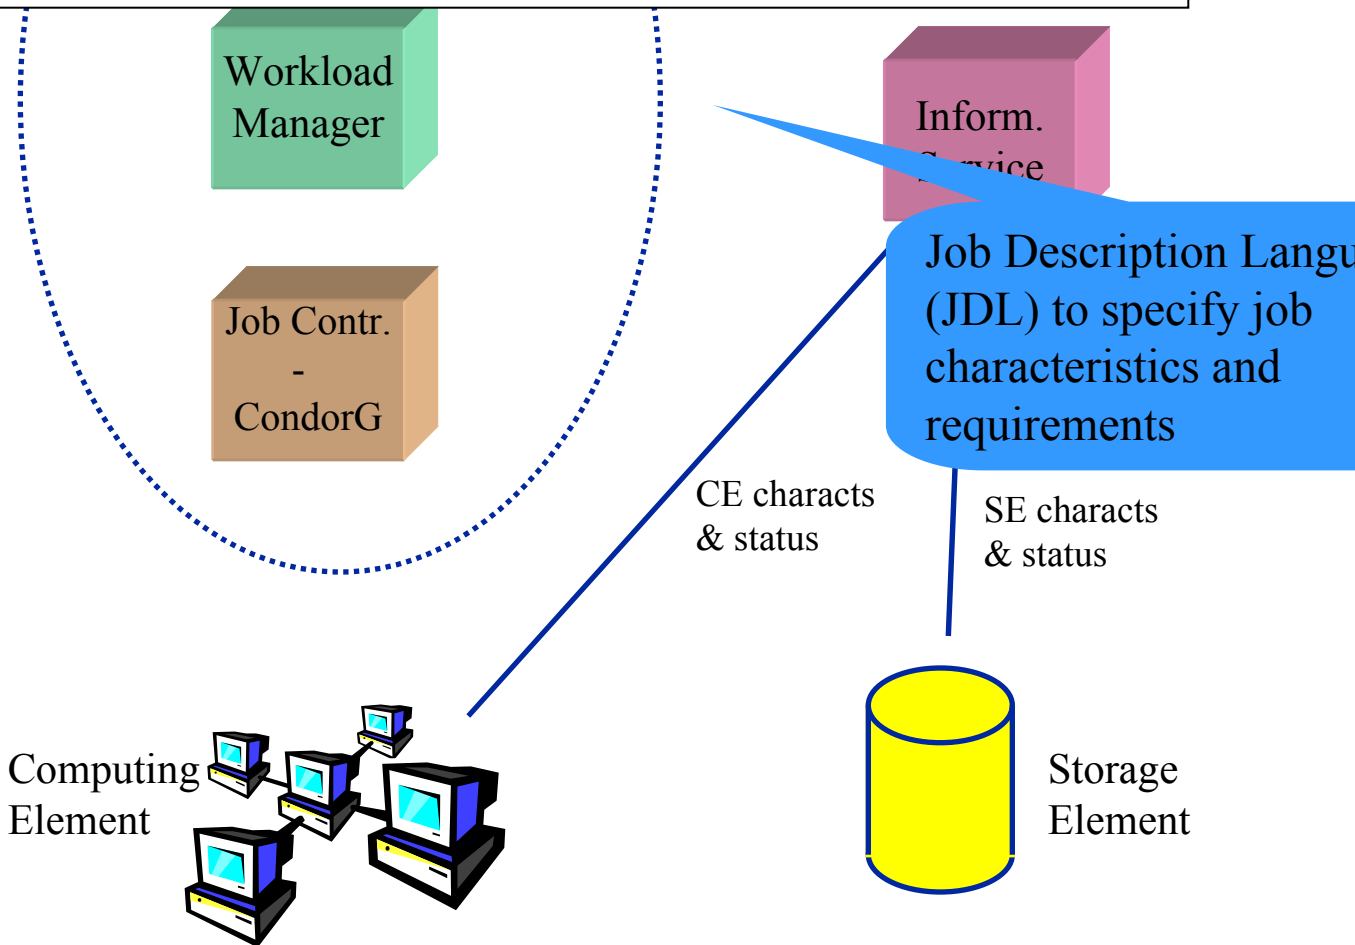 Workload
Manager
Inform.
Service
Job Description Langu
(JDL) to specify job
characteristics and
requirements
Job Contr.
-
CondorG
CE characts
& status
SE characts
& status
Computing
Element
Storage
Element